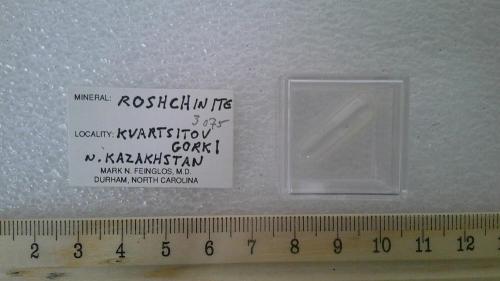 MINERAL: ROSHCHINITE
3075
LOCALITY: KVARTSITOV
GORKI
N. KAZAKHSTAN
MARK N. FEINGLOS, M.D.
DURHAM, NORTH CAROLINA
2 3 4 5 6 7 8 9 10 11 12